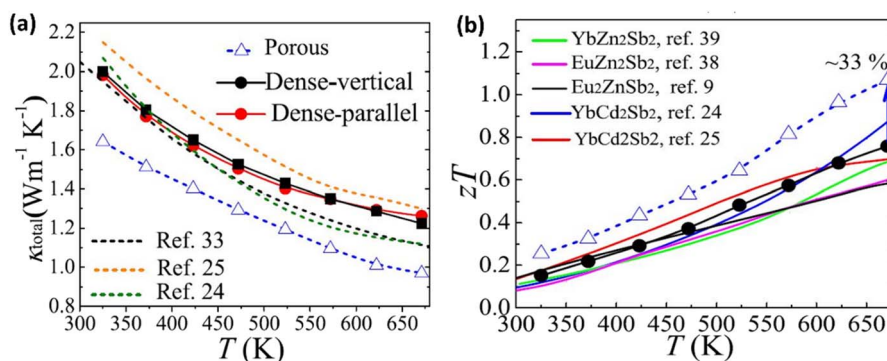 (a)
Porous
Dense-vertical
Dense-parallel
Ref. 33
Ref. 25
Ref. 24
κtotal(Wm⁻¹ K⁻¹)
2.2
2.0
1.8
1.6
1.4
1.2
1.0
0.8
300 350 400 450 500 550 600 650
T (K)
(b)
YbZn₂Sb₂, ref. 39
EuZn₂Sb₂, ref. 38
Eu₂ZnSb₂, ref. 9
YbCd₂Sb₂, ref. 24
YbCd2Sb2, ref. 25
~33 %
zT
1.2
1.0
0.8
0.6
0.4
0.2
0.0
300 350 400 450 500 550 600 650
T (K)